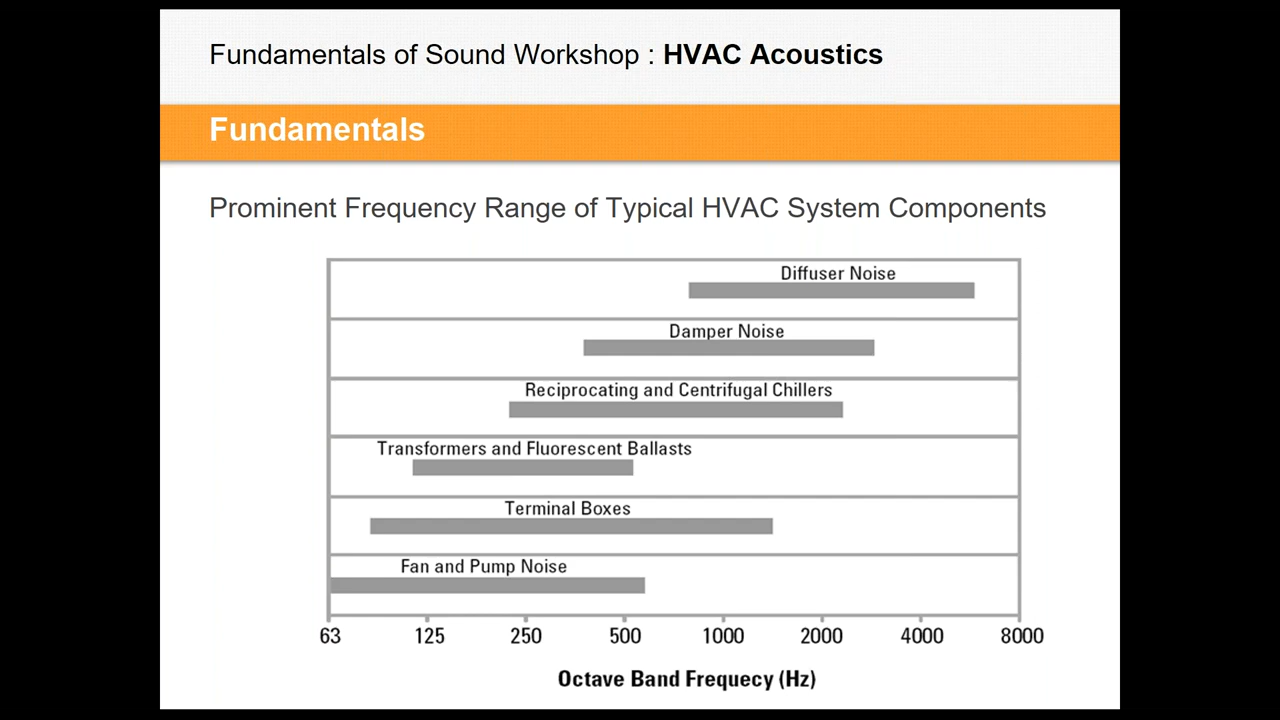 Fundamentals of Sound Workshop : HVAC Acoustics
Fundamentals
Prominent Frequency Range of Typical HVAC System Components
Diffuser Noise
Damper Noise
Reciprocating and Centrifugal Chillers
Transformers and Fluorescent Ballasts
Terminal Boxes
Fan and Pump Noise
63 125 250 500 1000 2000 4000 8000
Octave Band Frequecy (Hz)